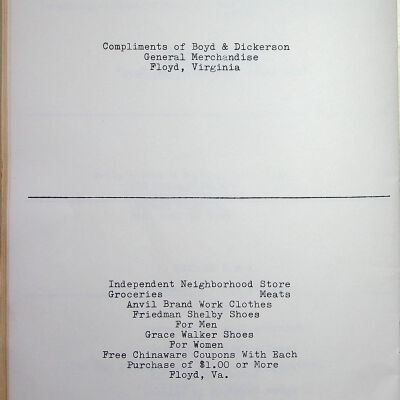 Compliments of Boyd & Dickerson
General Merchandise
Floyd, Virginia
Independent Neighborhood Store
Groceries Meats
Anvil Brand Work Clothes
Friedman Shelby Shoes
For Men
Grace Walker Shoes
For Women
Free Chinaware Coupons With Each
Purchase of $1.00 or More
Floyd, Va.